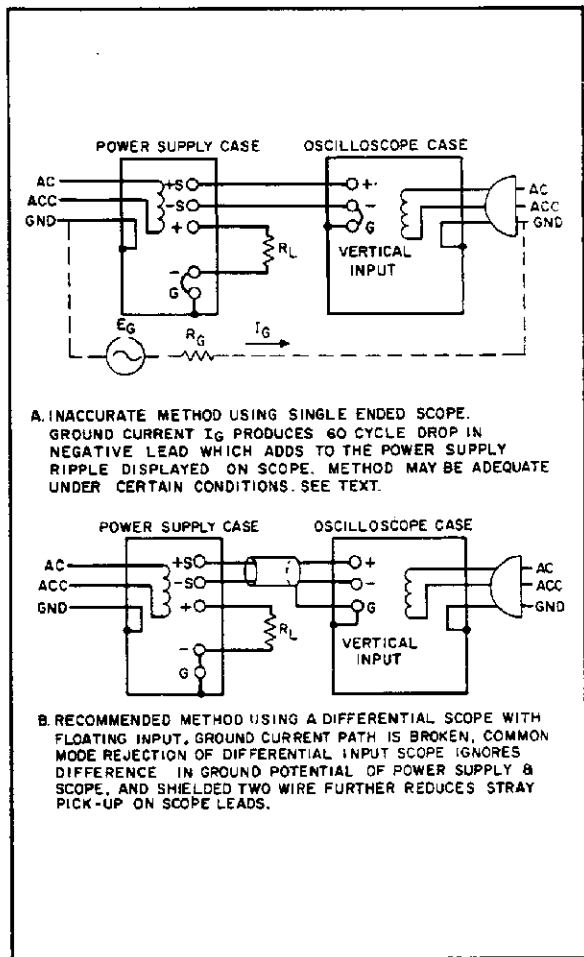 POWER SUPPLY CASE
OSCILLOSCOPE CASE
AC
ACC
GND
+S
-S
+
-
G
RL
+
-
G
VERTICAL
INPUT
AC
ACC
GND
EG
RG
IG
A. INACCURATE METHOD USING SINGLE ENDED SCOPE.
GROUND CURRENT IG PRODUCES 60 CYCLE DROP IN
NEGATIVE LEAD WHICH ADDS TO THE POWER SUPPLY
RIPPLE DISPLAYED ON SCOPE. METHOD MAY BE ADEQUATE
UNDER CERTAIN CONDITIONS. SEE TEXT.
POWER SUPPLY CASE
OSCILLOSCOPE CASE
AC
ACC
GND
+S
-S
+
-
G
RL
+
-
G
VERTICAL
INPUT
AC
ACC
GND
B. RECOMMENDED METHOD USING A DIFFERENTIAL SCOPE WITH
FLOATING INPUT. GROUND CURRENT PATH IS BROKEN, COMMON
MODE REJECTION OF DIFFERENTIAL INPUT SCOPE IGNORES
DIFFERENCE IN GROUND POTENTIAL OF POWER SUPPLY &
SCOPE, AND SHIELDED TWO WIRE FURTHER REDUCES STRAY
PICK-UP ON SCOPE LEADS.